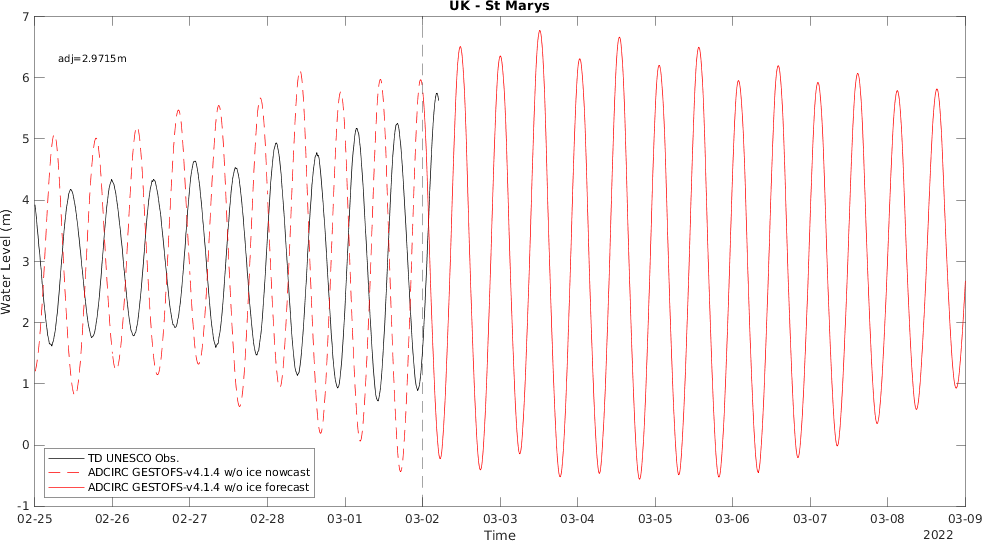 UK - St Marys
adj=2.9715m
Water Level (m)
7
6
5
4
3
2
1
0
-1
TD UNESCO Obs.
ADCIRC GESTOFS-v4.1.4 w/o ice nowcast
ADCIRC GESTOFS-v4.1.4 w/o ice forecast
02-25 02-26 02-27 02-28 03-01 03-02 03-03 03-04 03-05 03-06 03-07 03-08 03-09
Time
2022